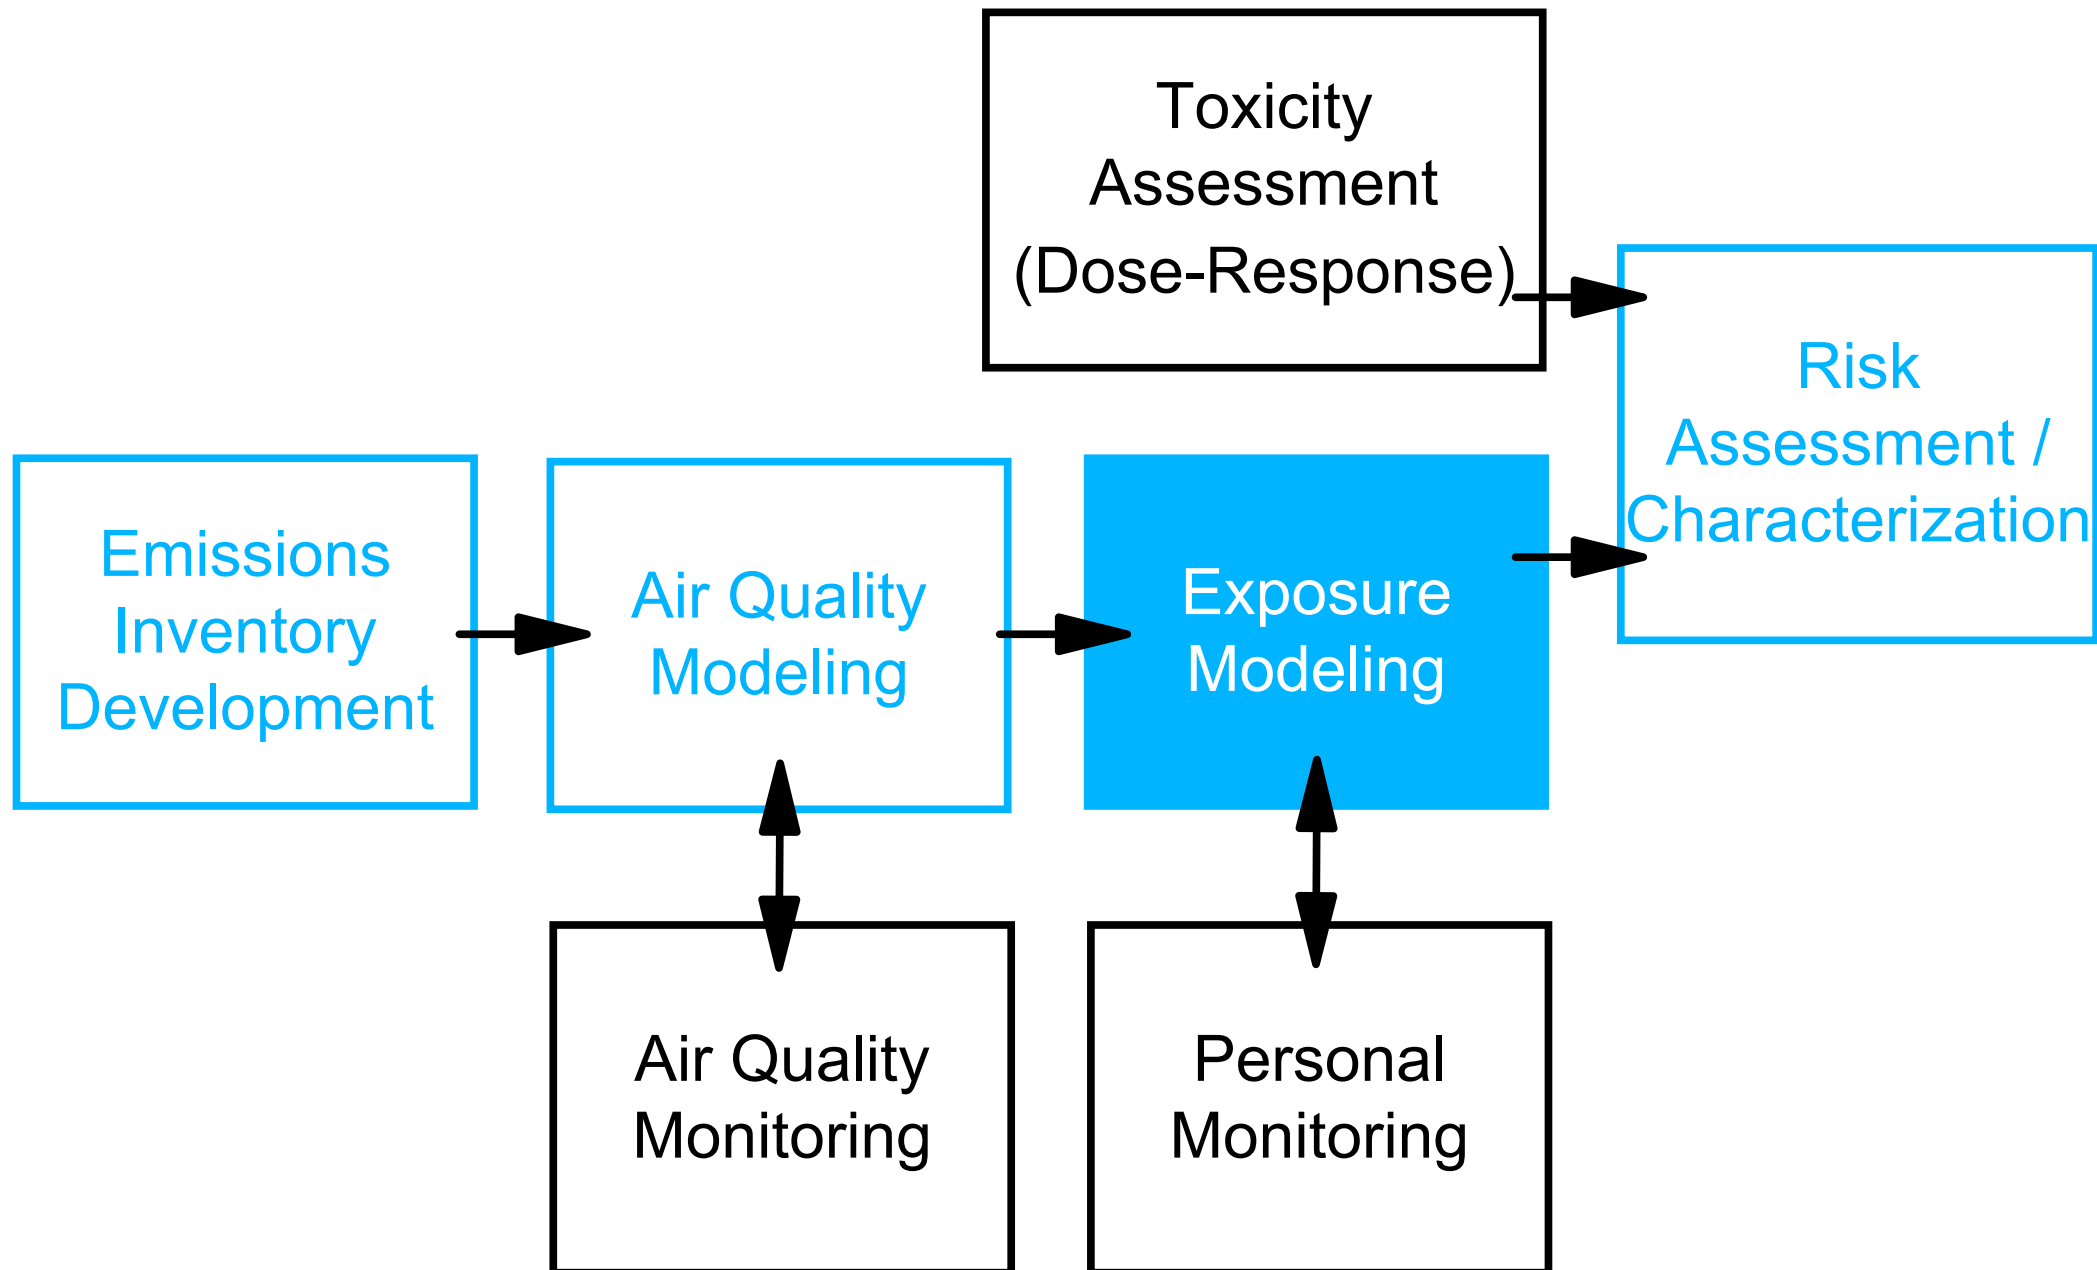 Toxicity
Assessment
(Dose-Response)
Risk
Assessment /
Characterization
Emissions
Inventory
Development
Air Quality
Modeling
Exposure
Modeling
Air Quality
Monitoring
Personal
Monitoring